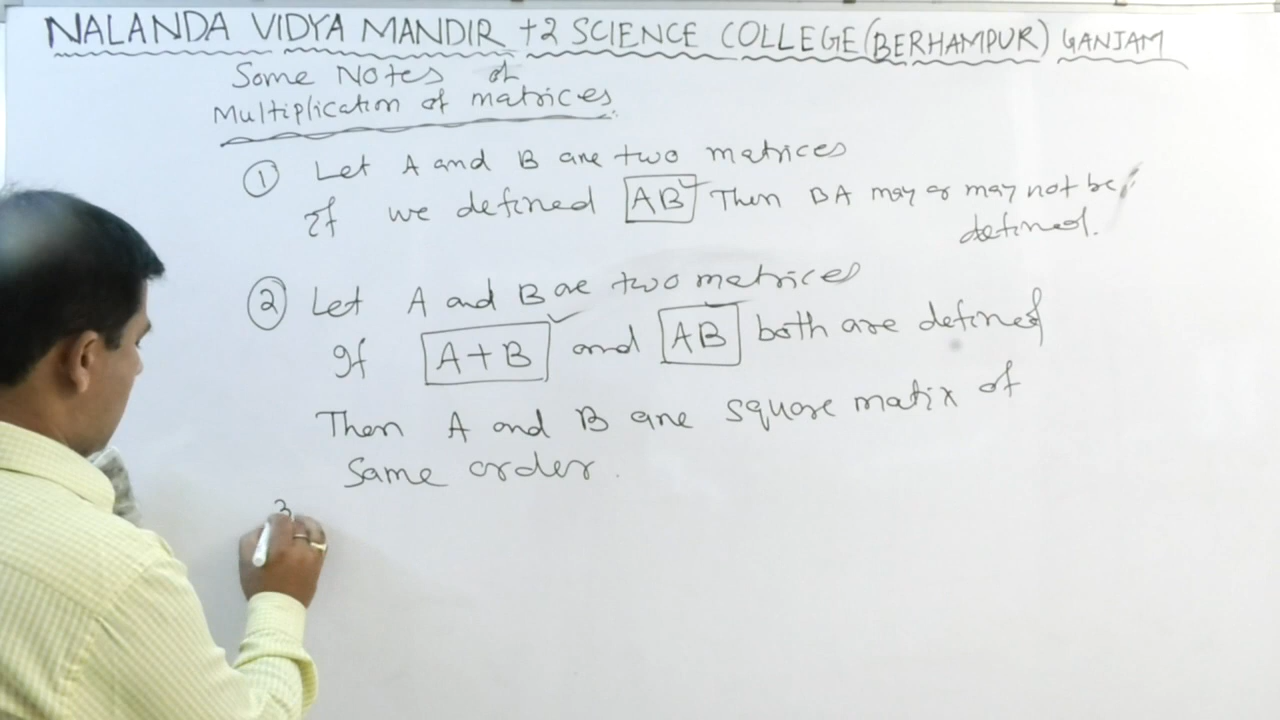 NALANDA VIDYA MANDIR +2 SCIENCE COLLEGE (BERHAMPUR) GANJAM
Some Notes of
Multiplication of matrices.
① Let A and B are two matrices
If we defined AB Then BA may or may not be
defined.
② Let A and B are two matrices
If A+B and AB both are defined
Then A and B are square matix of
same order.
3